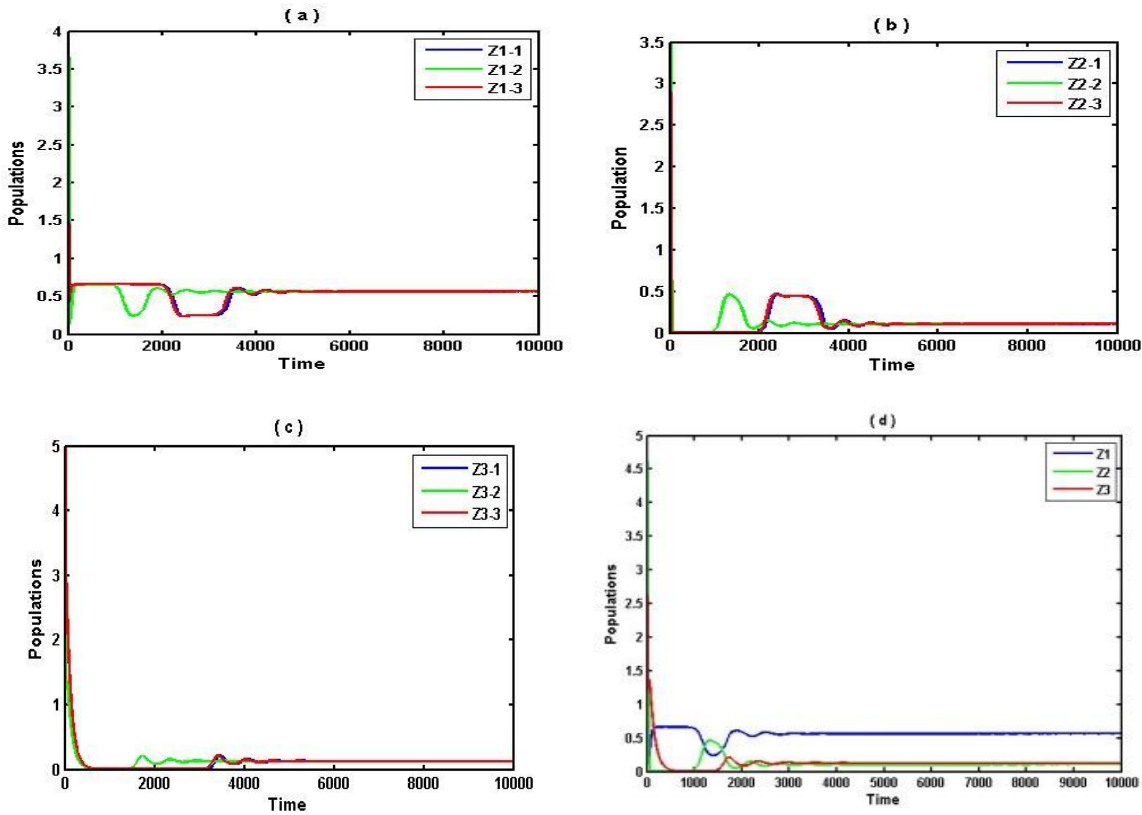 ( a )
Populations
4
3.5
3
2.5
2
1.5
1
0.5
0
Z1-1
Z1-2
Z1-3
0 2000 4000 6000 8000 10000
Time
( b )
Population
3.5
3
2.5
2
1.5
1
0.5
0
Z2-1
Z2-2
Z2-3
0 2000 4000 6000 8000 10000
Time
( c )
Populations
5
4
3
2
1
0
Z3-1
Z3-2
Z3-3
0 2000 4000 6000 8000 10000
Time
( d )
Populations
5
4.5
4
3.5
3
2.5
2
1.5
1
0.5
0
Z1
Z2
Z3
0 1000 2000 3000 4000 5000 6000 7000 8000 9000 10000
Time